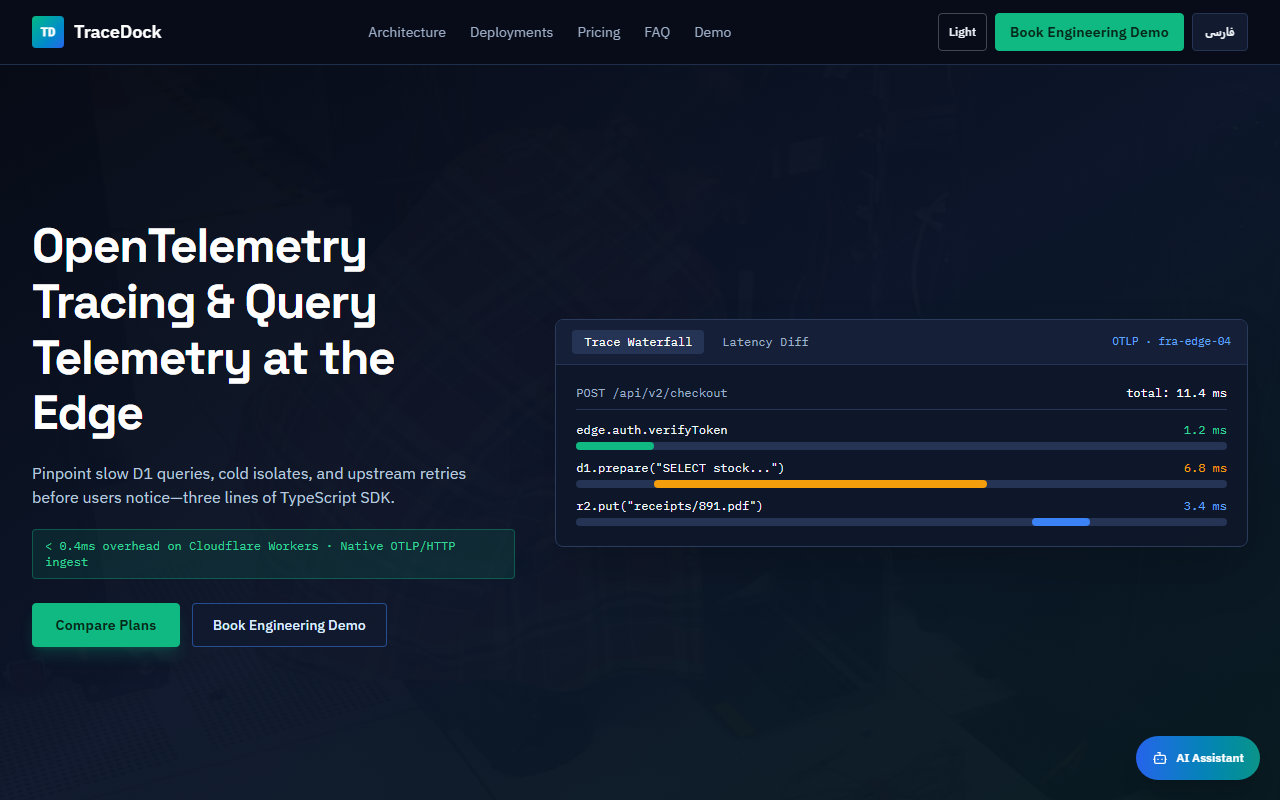 TD TraceDock
Architecture Deployments Pricing FAQ Demo
Light
Book Engineering Demo
فارسی
OpenTelemetry
Tracing & Query
Telemetry at the
Edge
Pinpoint slow D1 queries, cold isolates, and upstream retries
before users notice—three lines of TypeScript SDK.
< 0.4ms overhead on Cloudflare Workers · Native OTLP/HTTP
ingest
Compare Plans
Book Engineering Demo
Trace Waterfall
Latency Diff
OTLP · fra-edge-04
POST /api/v2/checkout total: 11.4 ms
edge.auth.verifyToken 1.2 ms
d1.prepare("SELECT stock...") 6.8 ms
r2.put("receipts/891.pdf") 3.4 ms
AI Assistant